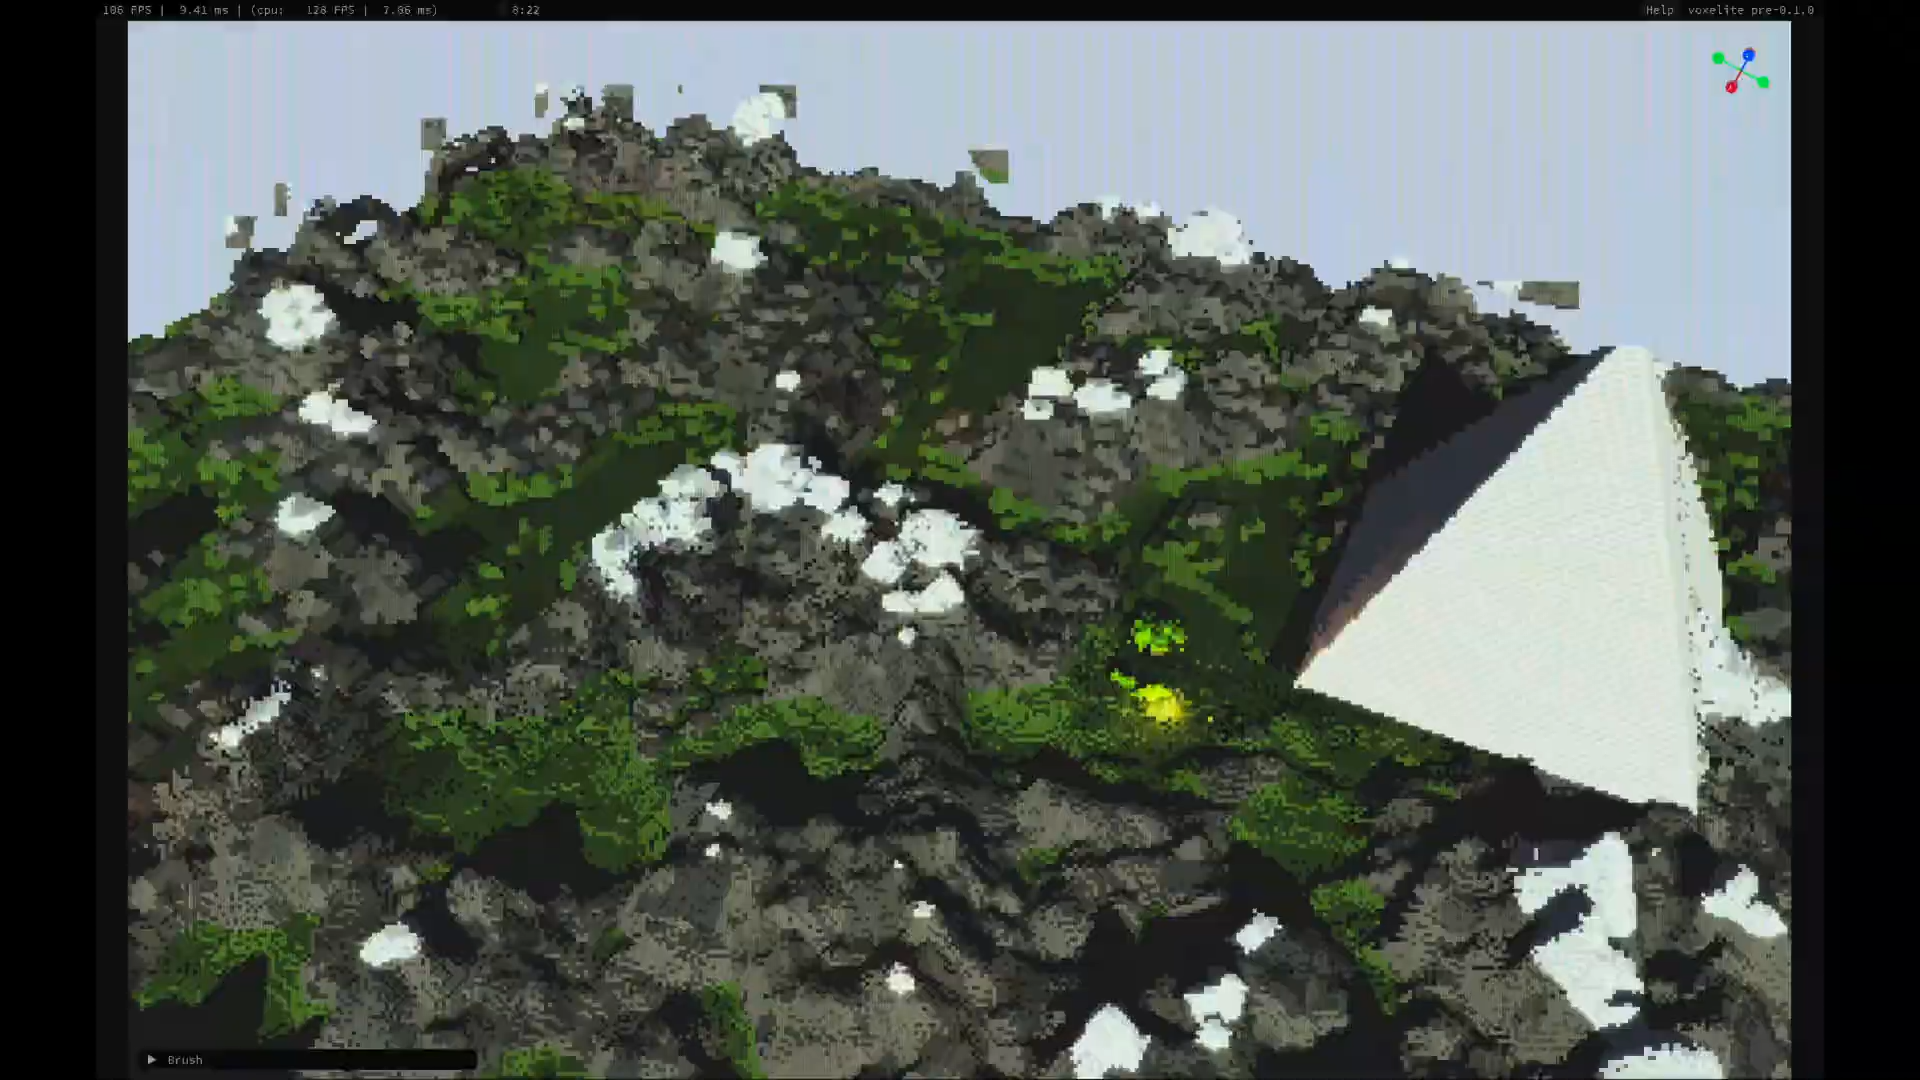 106 FPS | 9.41 ms | (cpu: 128 FPS | 7.86 ms) 8:22 Help voxelite pre-0.1.0
Brush